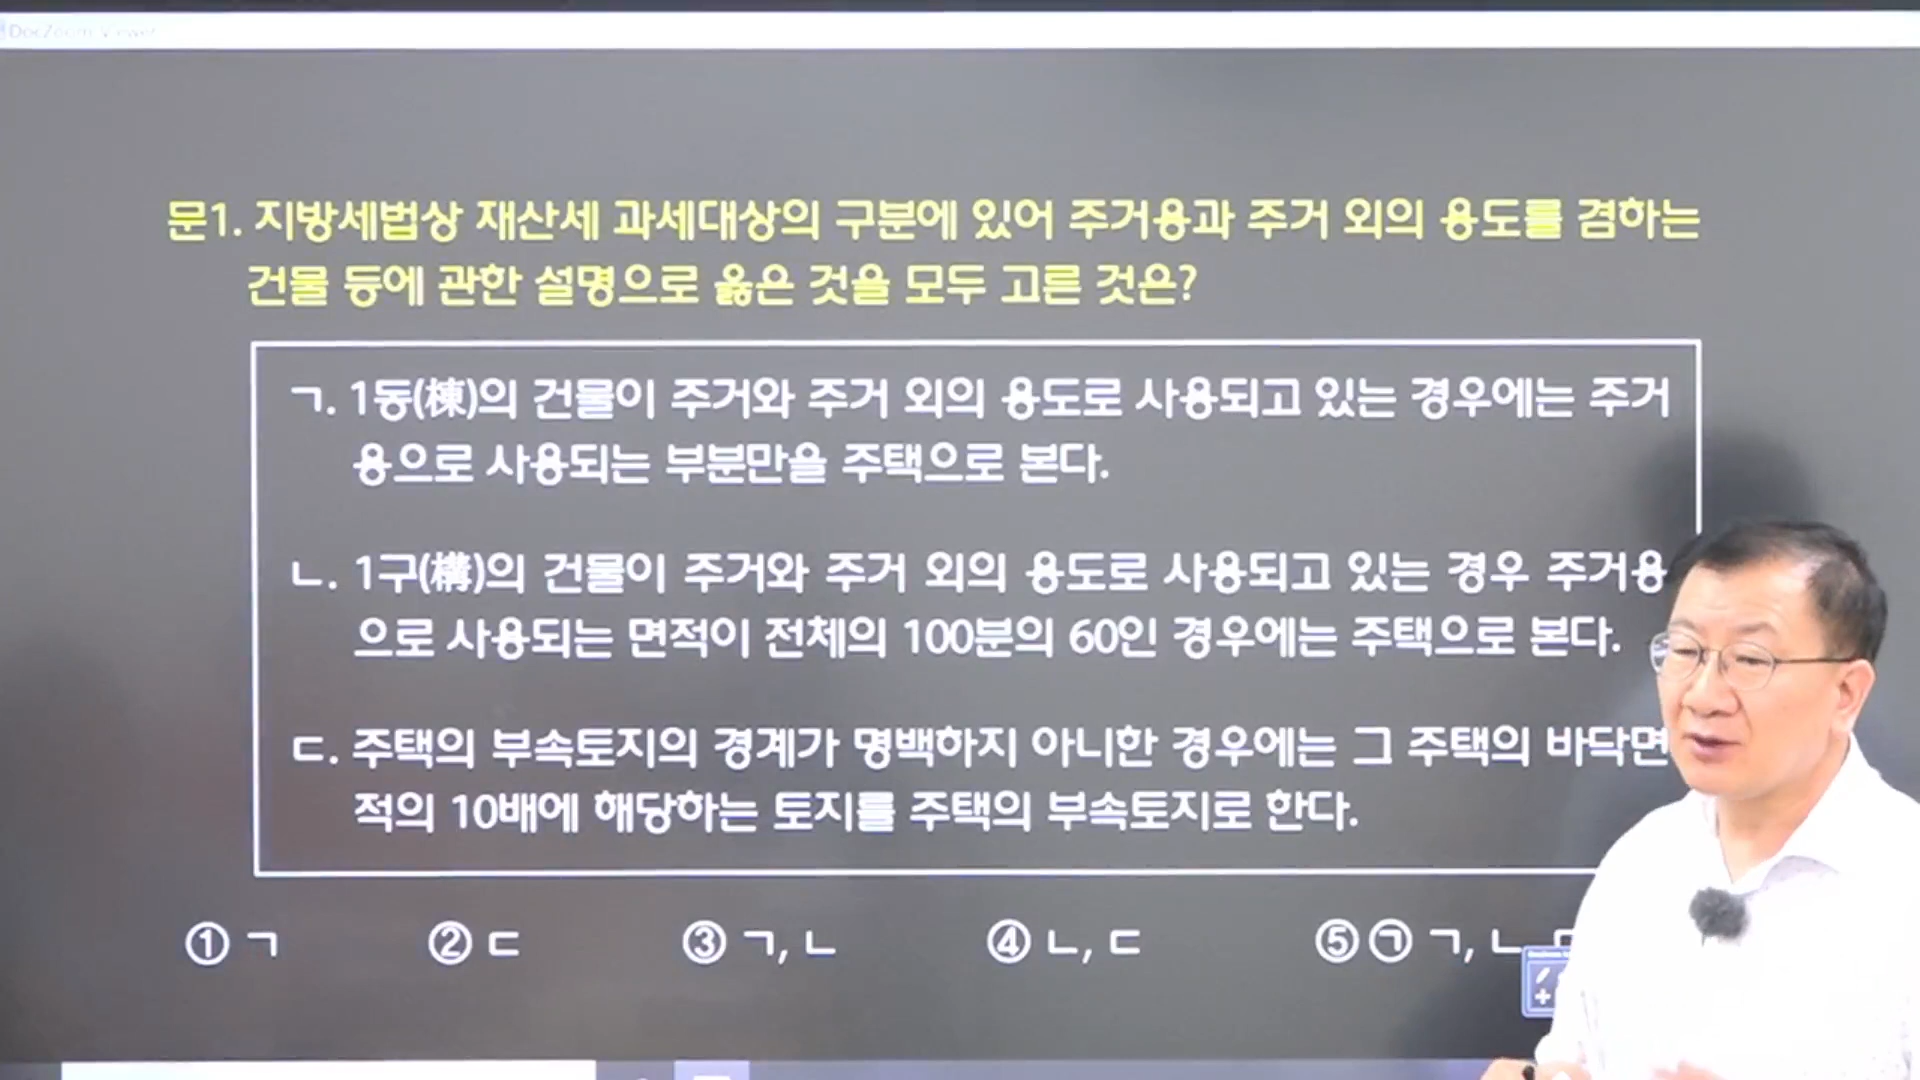 DocZoom Viewer
문1. 지방세법상 재산세 과세대상의 구분에 있어 주거용과 주거 외의 용도를 겸하는
건물 등에 관한 설명으로 옳은 것을 모두 고른 것은?
ㄱ. 1동(棟)의 건물이 주거와 주거 외의 용도로 사용되고 있는 경우에는 주거
용으로 사용되는 부분만을 주택으로 본다.
ㄴ. 1구(構)의 건물이 주거와 주거 외의 용도로 사용되고 있는 경우 주거용
으로 사용되는 면적이 전체의 100분의 60인 경우에는 주택으로 본다.
ㄷ. 주택의 부속토지의 경계가 명백하지 아니한 경우에는 그 주택의 바닥면
적의 10배에 해당하는 토지를 주택의 부속토지로 한다.
① ㄱ ② ㄷ ③ ㄱ, ㄴ ④ ㄴ, ㄷ ⑤ ㉠ ㄱ, ㄴ